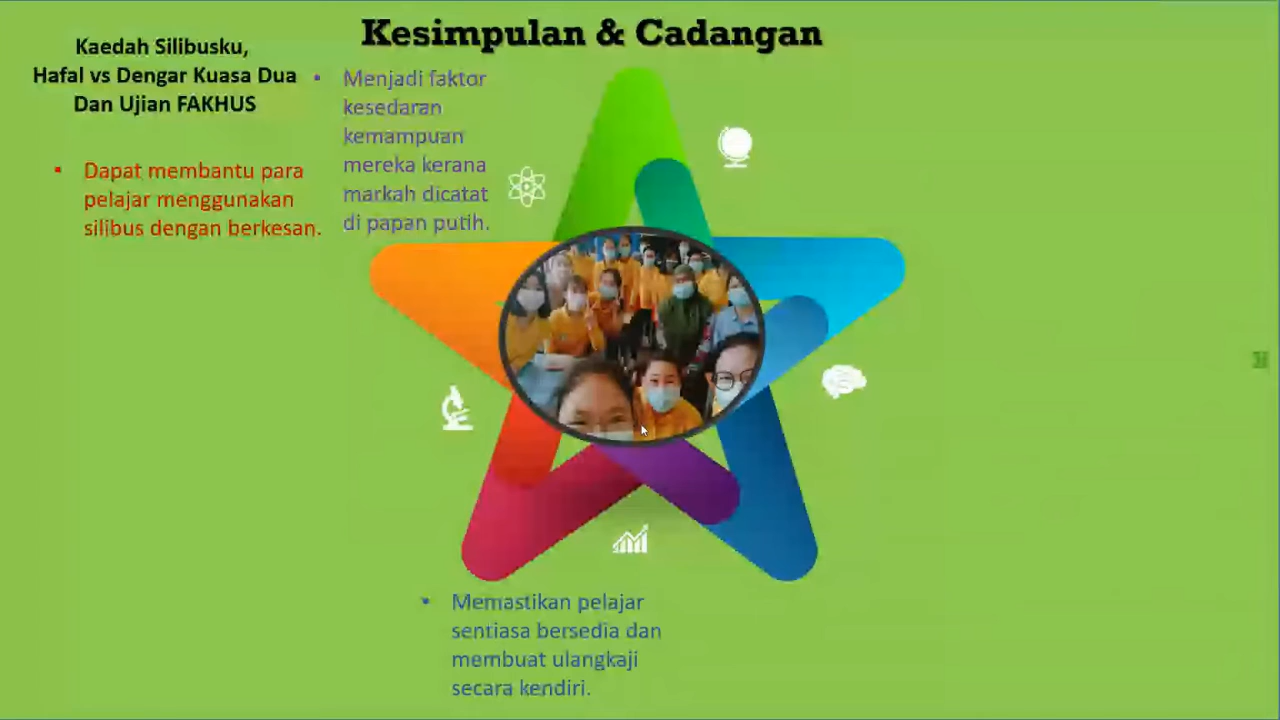 Kesimpulan & Cadangan
Kaedah Silibusku,
Hafal vs Dengar Kuasa Dua
Dan Ujian FAKHUS
• Dapat membantu para
pelajar menggunakan
silibus dengan berkesan.
• Menjadi faktor
kesedaran
kemampuan
mereka kerana
markah dicatat
di papan putih.
• Memastikan pelajar
sentiasa bersedia dan
membuat ulangkaji
secara kendiri.